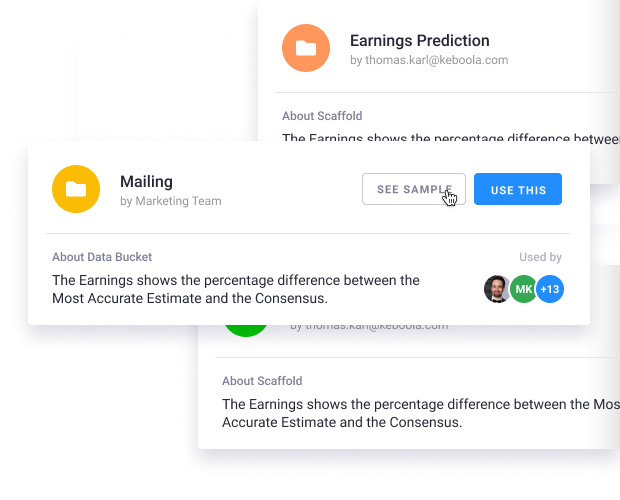 Earnings Prediction
by thomas.karl@keboola.com
About Scaffold
The Earnings shows the percentage difference between
Mailing
by Marketing Team
SEE SAMPLE
USE THIS
About Data Bucket
Used by
The Earnings shows the percentage difference between the
Most Accurate Estimate and the Consensus.
MK
+13
by thomas.karl@keboola.com
About Scaffold
The Earnings shows the percentage difference between the Mos
Accurate Estimate and the Consensus.